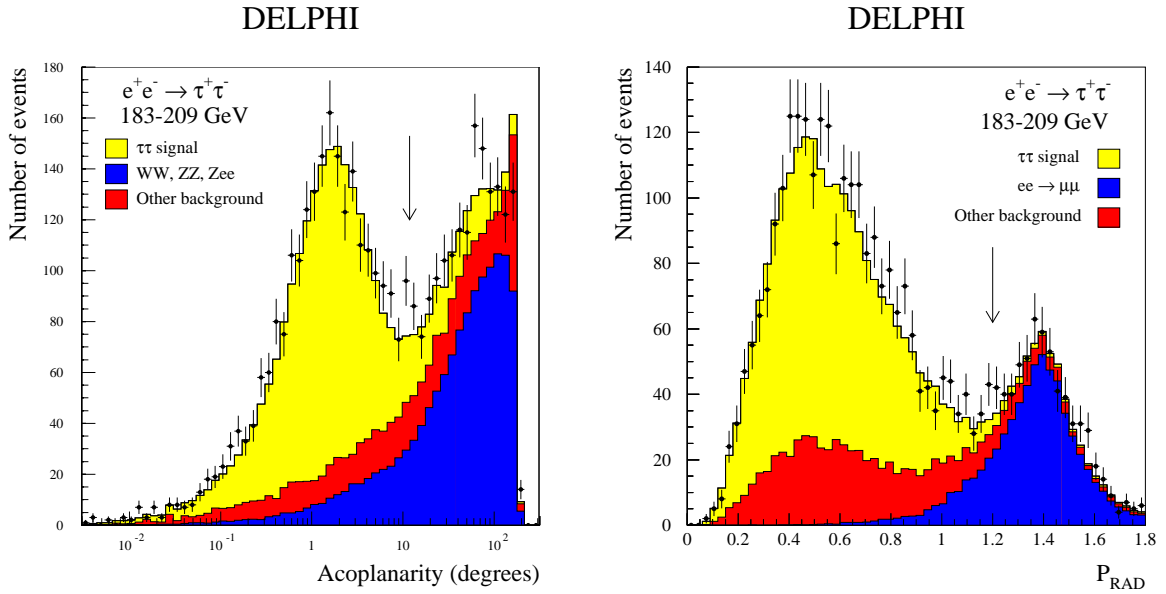 DELPHI
Number of events
180
160
140
120
100
80
60
40
20
0
e⁺e⁻ → τ⁺τ⁻
183-209 GeV
ττ signal
WW, ZZ, Zee
Other background
10⁻² 10⁻¹ 1 10 10²
Acoplanarity (degrees)
DELPHI
Number of events
140
120
100
80
60
40
20
0
e⁺e⁻ → τ⁺τ⁻
183-209 GeV
ττ signal
ee → μμ
Other background
0 0.2 0.4 0.6 0.8 1 1.2 1.4 1.6 1.8
P_RAD